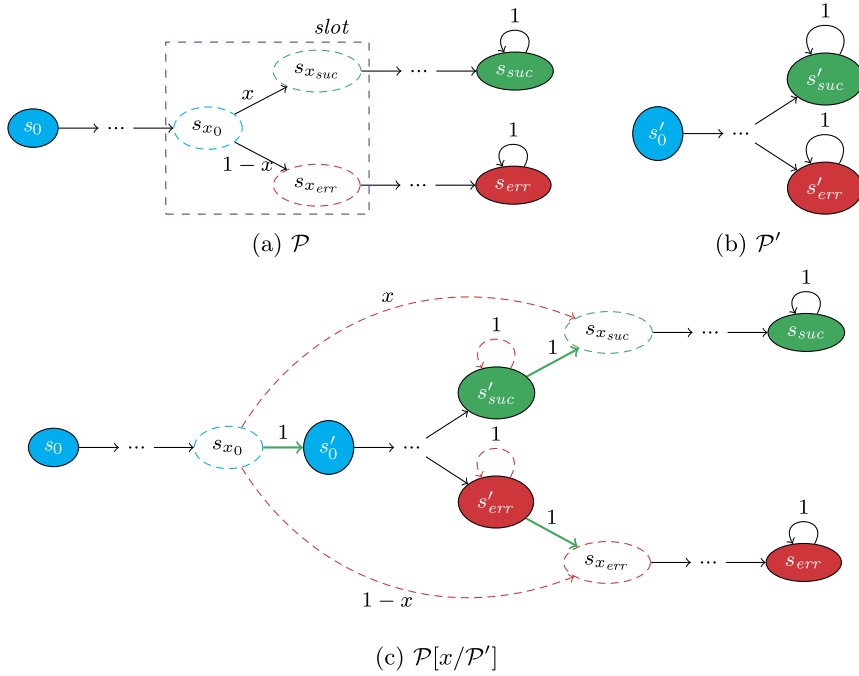 slot
1
1
s_{x_{suc}}
s_{suc}
s'_{suc}
x
s_0
...
s_{x_0}
...
1
s'_0
...
1
1 − x
s_{x_{err}}
...
s_{err}
s'_{err}
(a) 𝒫
(b) 𝒫'
x
1
1
s_{x_{suc}}
...
s_{suc}
1
s'_{suc}
s_0
...
s_{x_0}
1
s'_0
...
1
s'_{err}
1
1
s_{x_{err}}
...
s_{err}
1 − x
(c) 𝒫[x/𝒫']